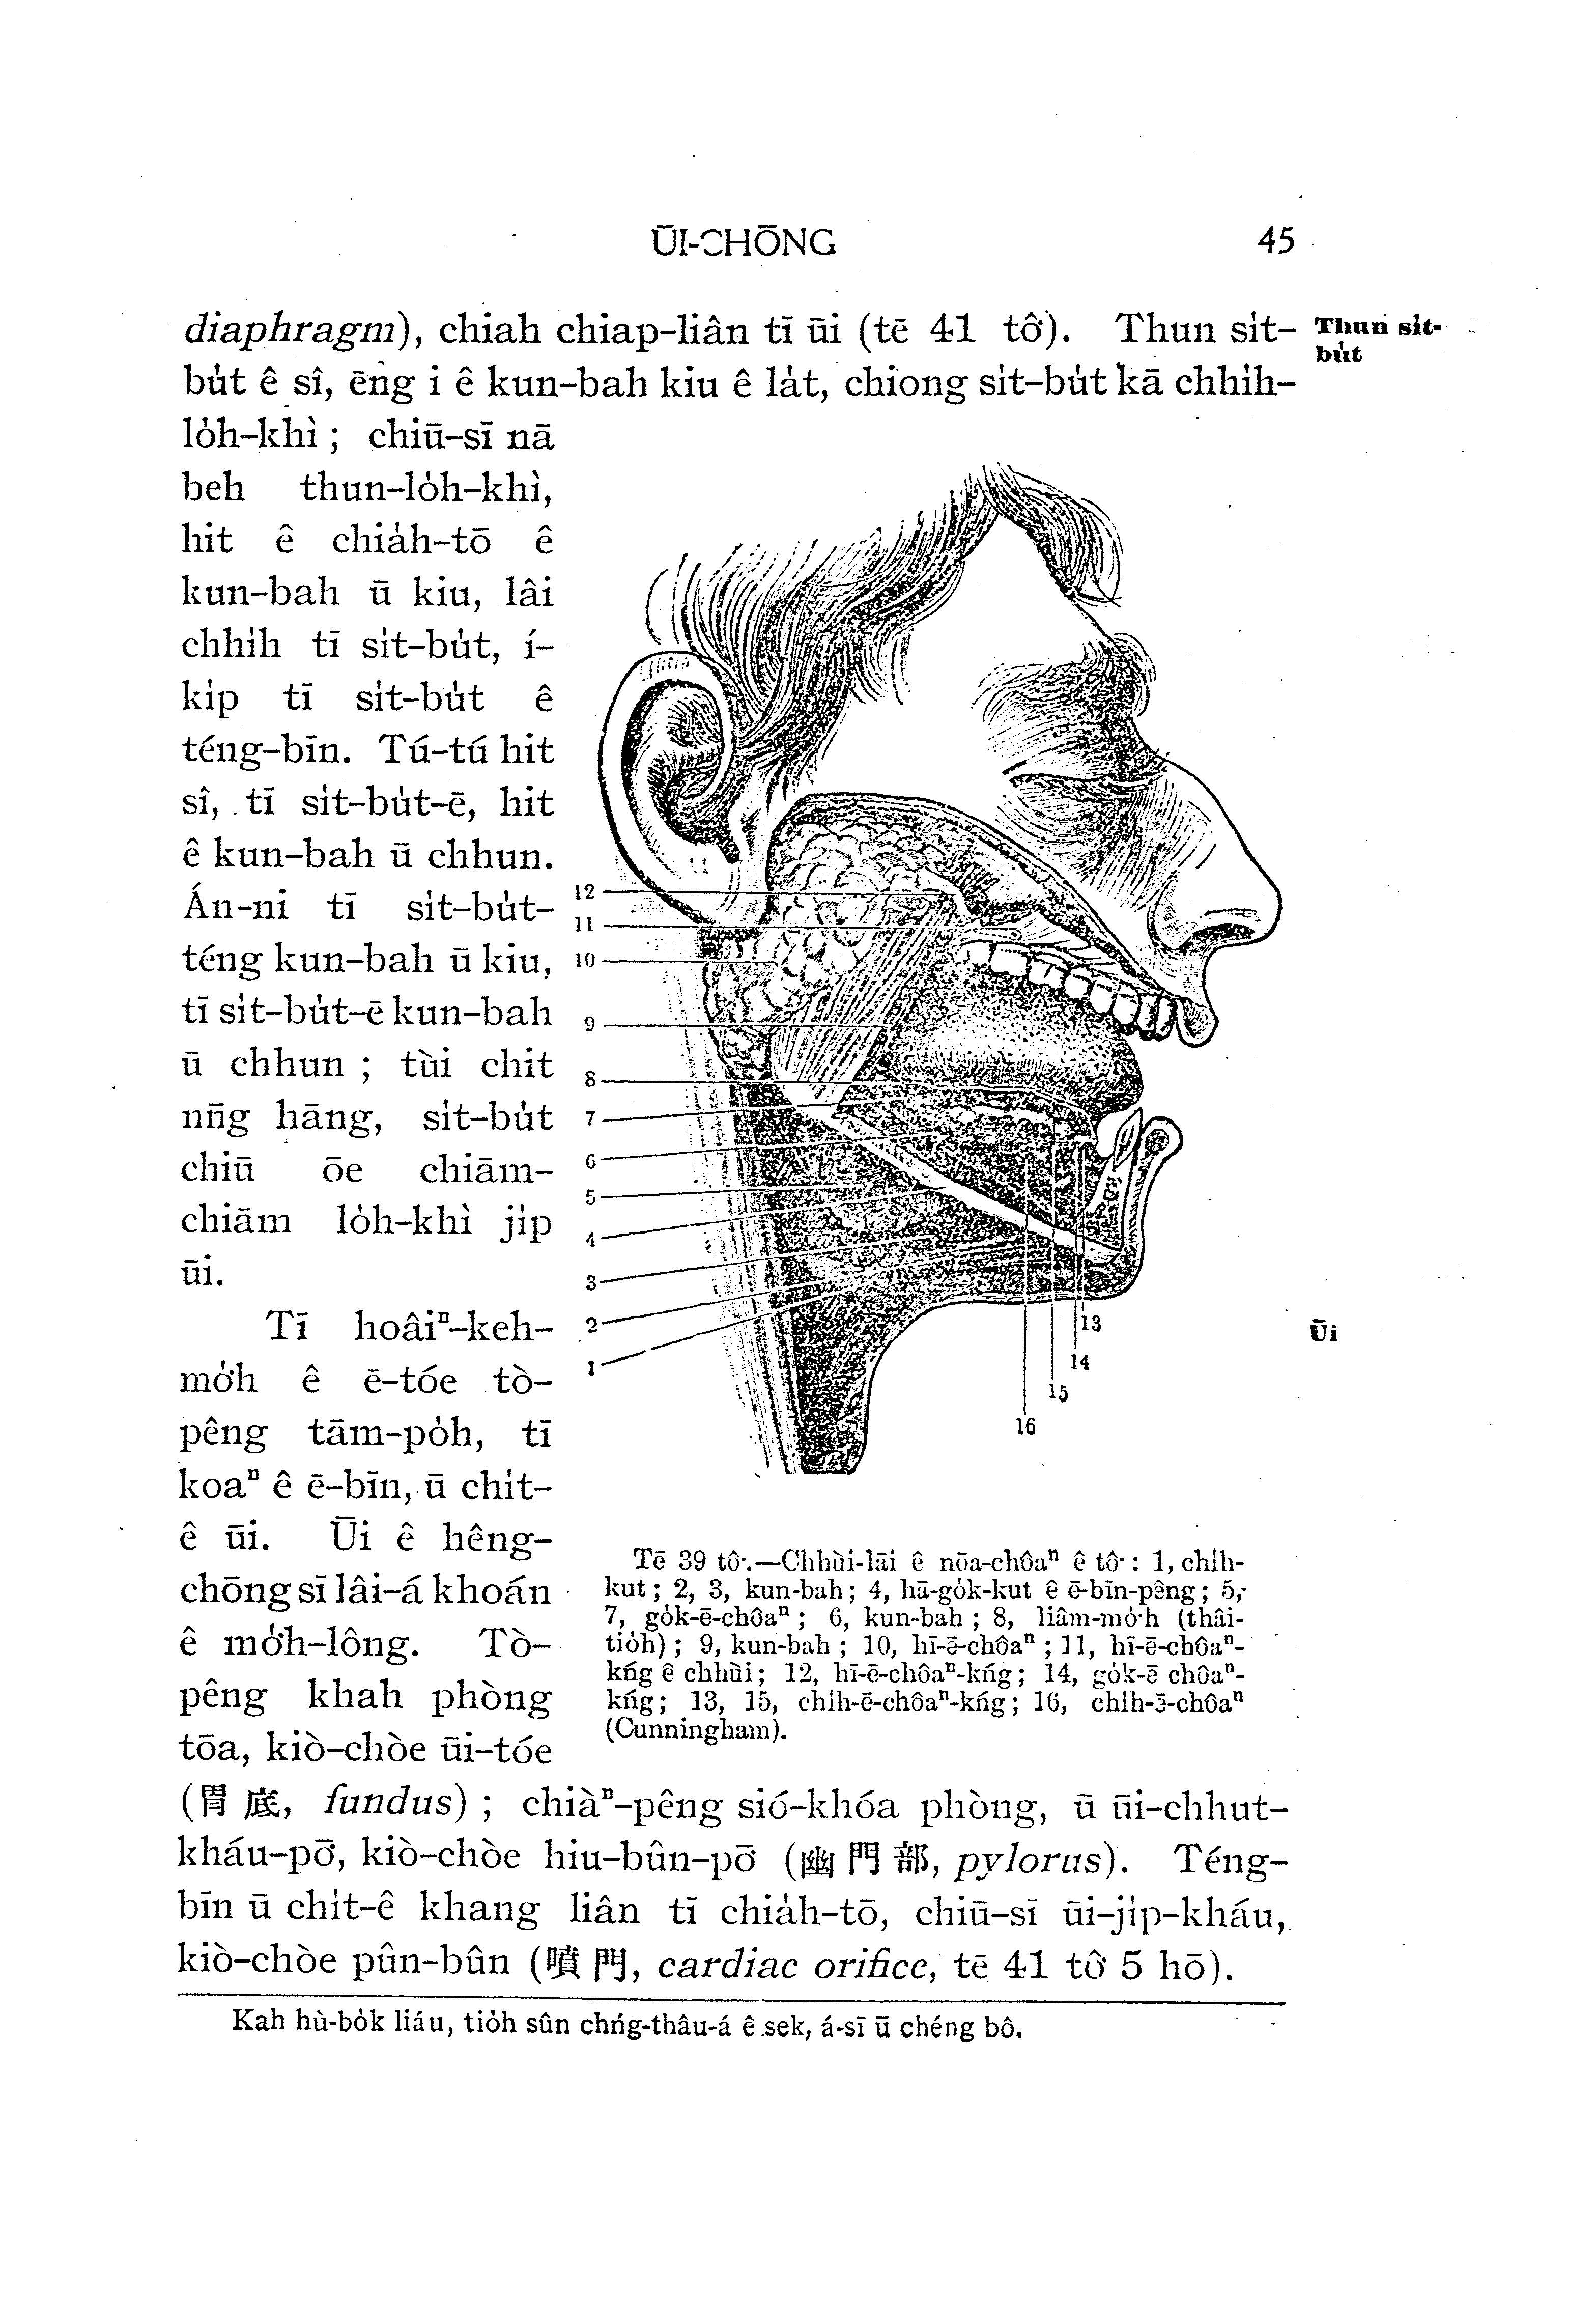 ŪI-CHŌNG 45
diaphragm), chiah chiap-liân tī ūi (tē 41 tô͘). Thun si̍t-
Thun si̍t-
bu̍t
bu̍t ê sî, ēng i ê kun-bah kiu ê la̍t, chiong si̍t-bu̍t kā chhi̍h-
lo̍h-khì; chiū-sī nā
beh thun-lo̍h-khì,
hit ê chia̍h-tō ê
kun-bah ū kiu, lâi
chhi̍h tī si̍t-bu̍t, í-
ki̍p tī si̍t-bu̍t ê
téng-bīn. Tú-tú hit
sî, tī si̍t-bu̍t-ē, hit
ê kun-bah ū chhun.
Án-ni tī si̍t-bu̍t-
téng kun-bah ū kiu,
tī si̍t-bu̍t-ē kun-bah
ū chhun; tùi chit
nn̄g hāng, si̍t-bu̍t
chiū ōe chiām-
chiām lo̍h-khì ji̍p
ūi.
Tī hoâiⁿ-keh-
mo̍͘h ê ē-tóe tò-
pêng tām-po̍h, tī
koaⁿ ê ē-bīn, ū chi̍t-
ê ūi. Ūi ê hêng-
chōng sī lâi-á khoán
ê mo̍͘h-lông. Tò-
pêng khah phòng
tōa, kiò-chòe ūi-tóe
Ūi
12
11
10
9
8
7
6
5
4
3
2
1
13
14
15
16
Tē 39 tô͘.—Chhùi-lāi ê nōa-chôaⁿ ê tô͘: 1, chi̍h-
kut; 2, 3, kun-bah; 4, hā-go̍k-kut ê ē-bīn-pêng; 5,
7, go̍k-ē-chôaⁿ; 6, kun-bah; 8, liâm-mo̍͘h (thâi-
tio̍h); 9, kun-bah; 10, hī-ē-chôaⁿ; 11, hī-ē-chôaⁿ-
kńg ê chhùi; 12, hī-ē-chôaⁿ-kńg; 14, go̍k-ē chôaⁿ-
kńg; 13, 15, chi̍h-ē-chôaⁿ-kńg; 16, chi̍h-ē-chôaⁿ
(Cunningham).
(胃底, fundus); chiàⁿ-pêng sió-khóa phòng, ū ūi-chhut-
kháu-pō͘, kiò-chòe hiu-bûn-pō͘ (幽門部, pylorus). Téng-
bīn ū chi̍t-ê khang liân tī chia̍h-tō, chiū-sī ūi-ji̍p-kháu,
kiò-chòe pûn-bûn (噴門, cardiac orifice, tē 41 tô͘ 5 hō).
Kah hù-bo̍k liáu, tio̍h sûn chńg-thâu-á ê sek, á-sī ū chéng bô.